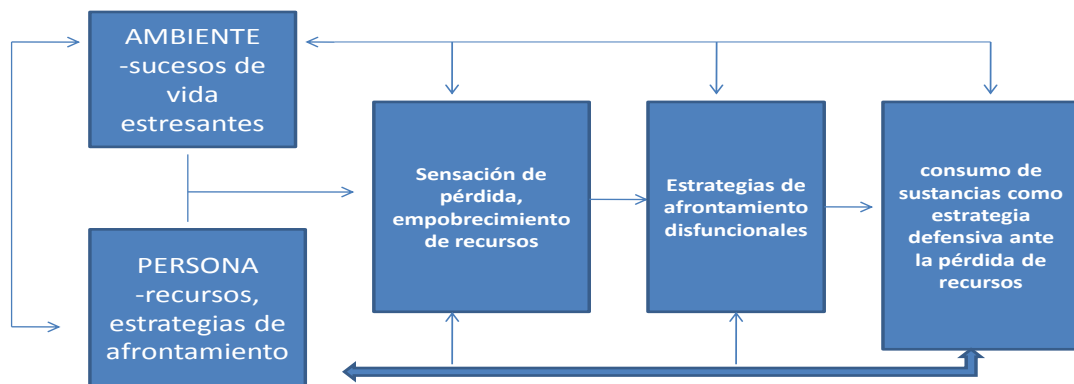 AMBIENTE
-sucesos de
vida
estresantes
PERSONA
-recursos,
estrategias de
afrontamiento
Sensación de
pérdida,
empobrecimiento
de recursos
Estrategias de
afrontamiento
disfuncionales
consumo de
sustancias como
estrategia
defensiva ante
la pérdida de
recursos